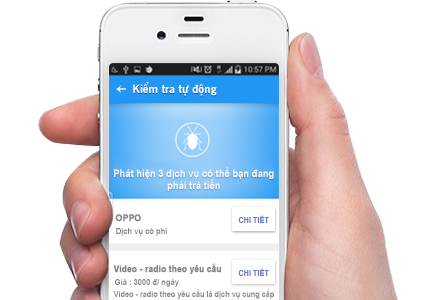 10:57 PM
Kiểm tra tự động
Phát hiện 3 dịch vụ có thể bạn đang
phải trả tiền
OPPO
CHI TIẾT
Dịch vụ có phí
Video - radio theo yêu cầu
CHI TIẾT
Giá : 3000 đ/ ngày
Video - radio theo yêu cầu là dịch vụ cung cấp